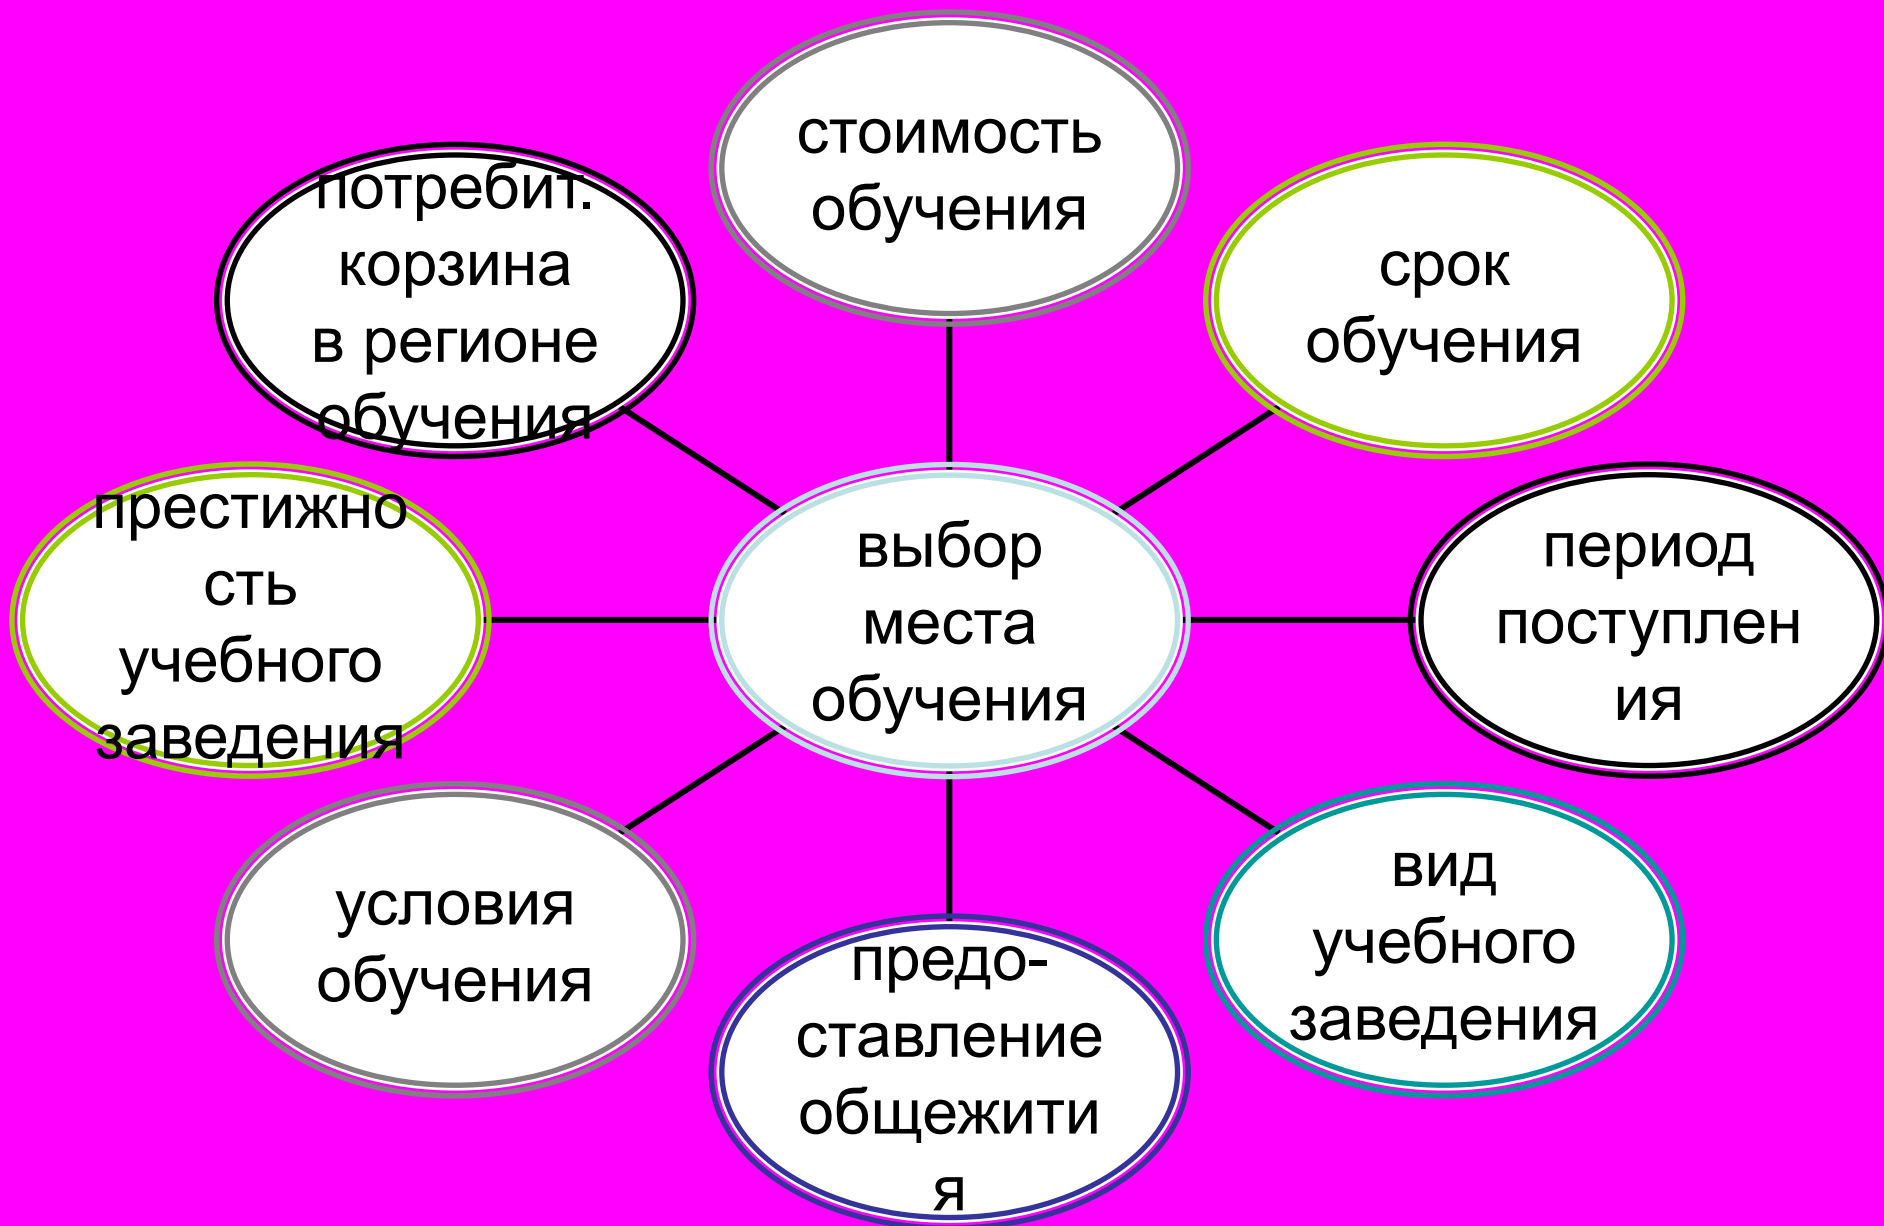 стоимость
обучения
срок
обучения
период
поступлен
ия
вид
учебного
заведения
предо-
ставление
общежити
я
условия
обучения
престижно
сть
учебного
заведения
потребит.
корзина
в регионе
обучения
выбор
места
обучения